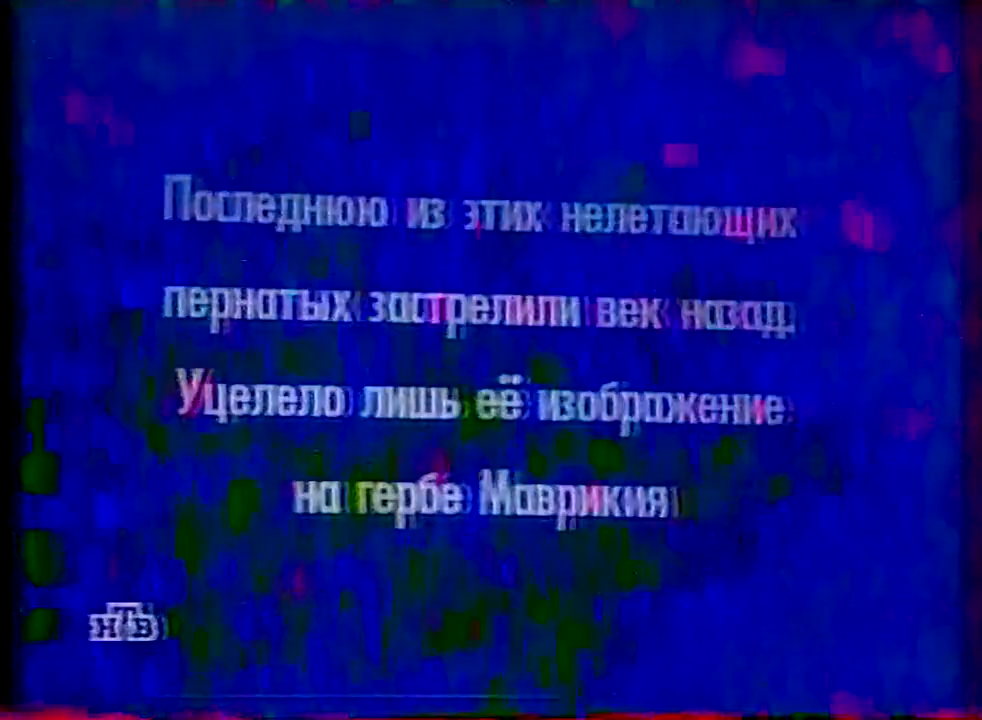 Последнюю из этих нелетающих
пернатых застрелили век назад.
Уцелело лишь её изображение
на гербе Маврикия
НТВ